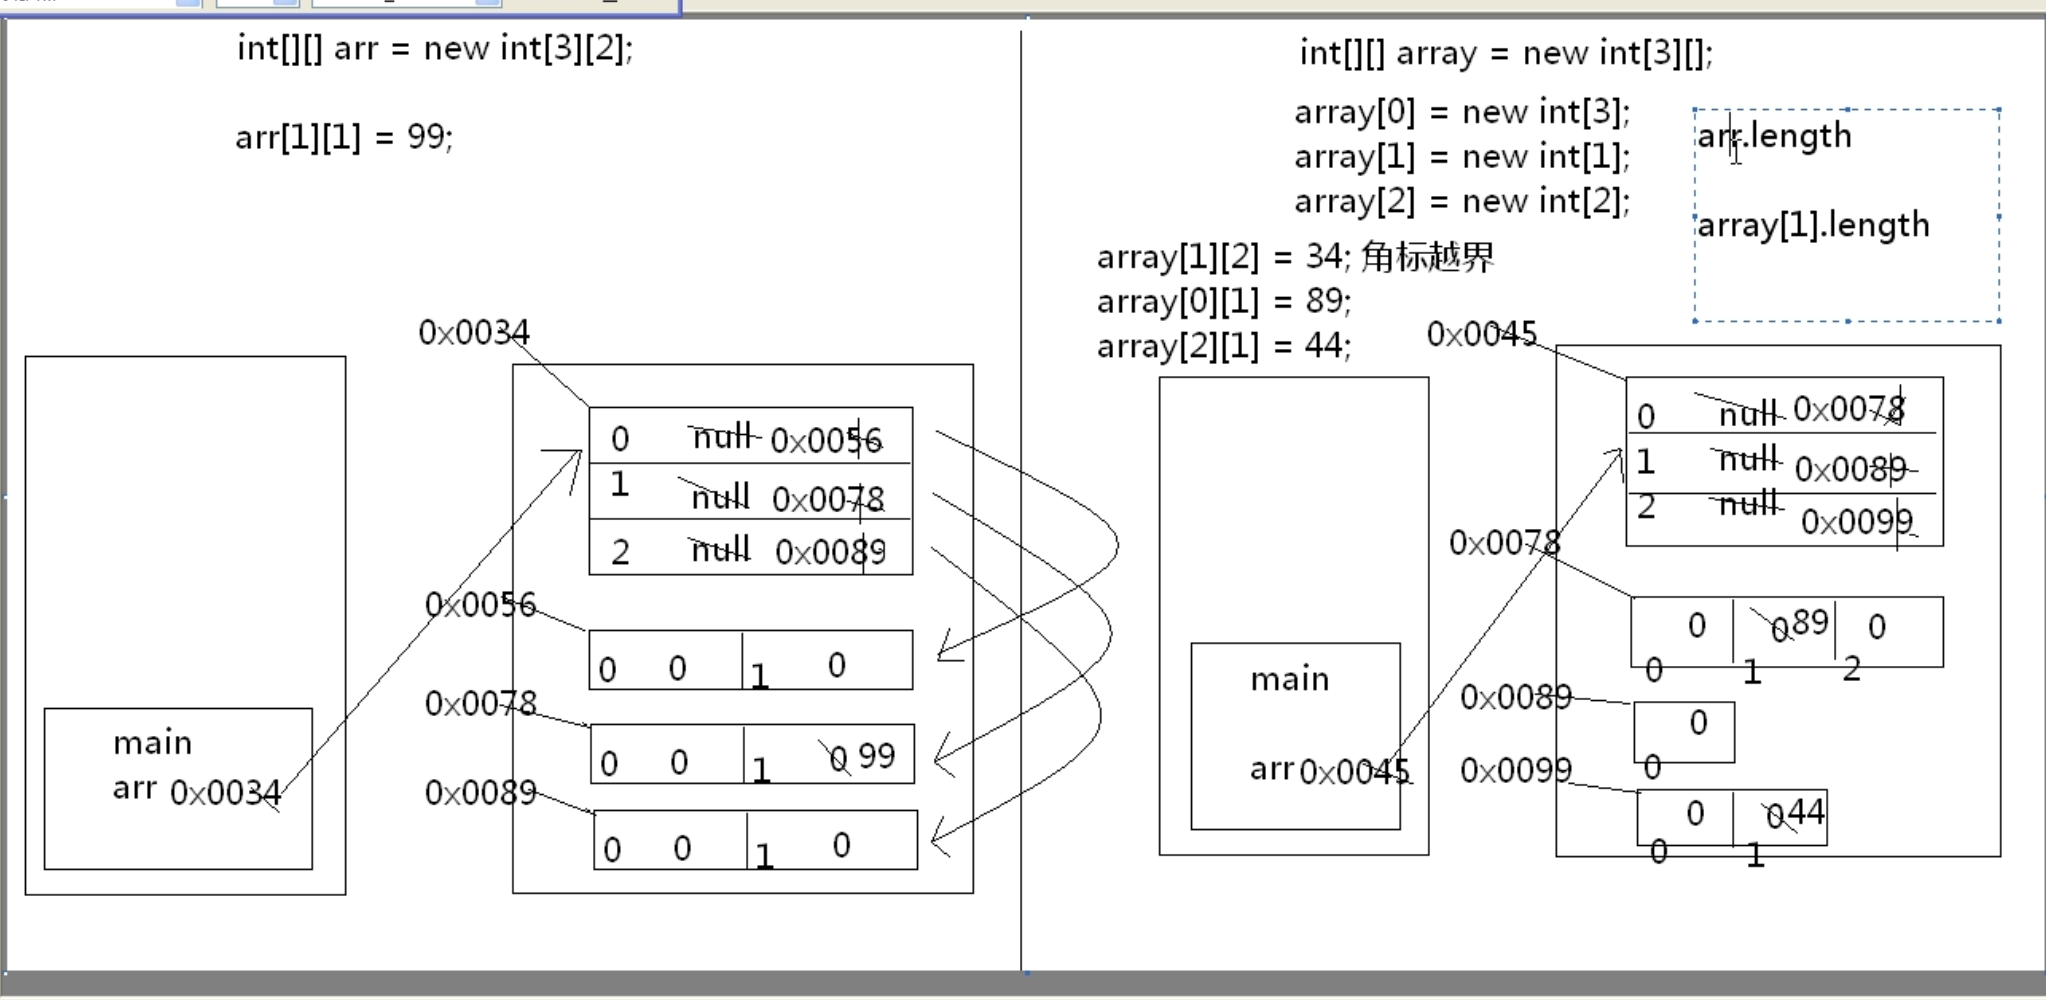 int[][] arr = new int[3][2];
arr[1][1] = 99;
0x0034
0 null 0x0056
1 null 0x0078
2 null 0x0089
0x0056
0 0 1 0
0x0078
0 0 1 0 99
0x0089
0 0 1 0
main
arr 0x0034
int[][] array = new int[3][];
array[0] = new int[3];
array[1] = new int[1];
array[2] = new int[2];
arr.length
array[1].length
array[1][2] = 34; 角标越界
array[0][1] = 89;
array[2][1] = 44;
0x0045
0 null 0x0078
1 null 0x0089
2 null 0x0099
0x0078
0 089 0
0 1 2
0x0089
0
0
0x0099
0 044
0 1
main
arr 0x0045